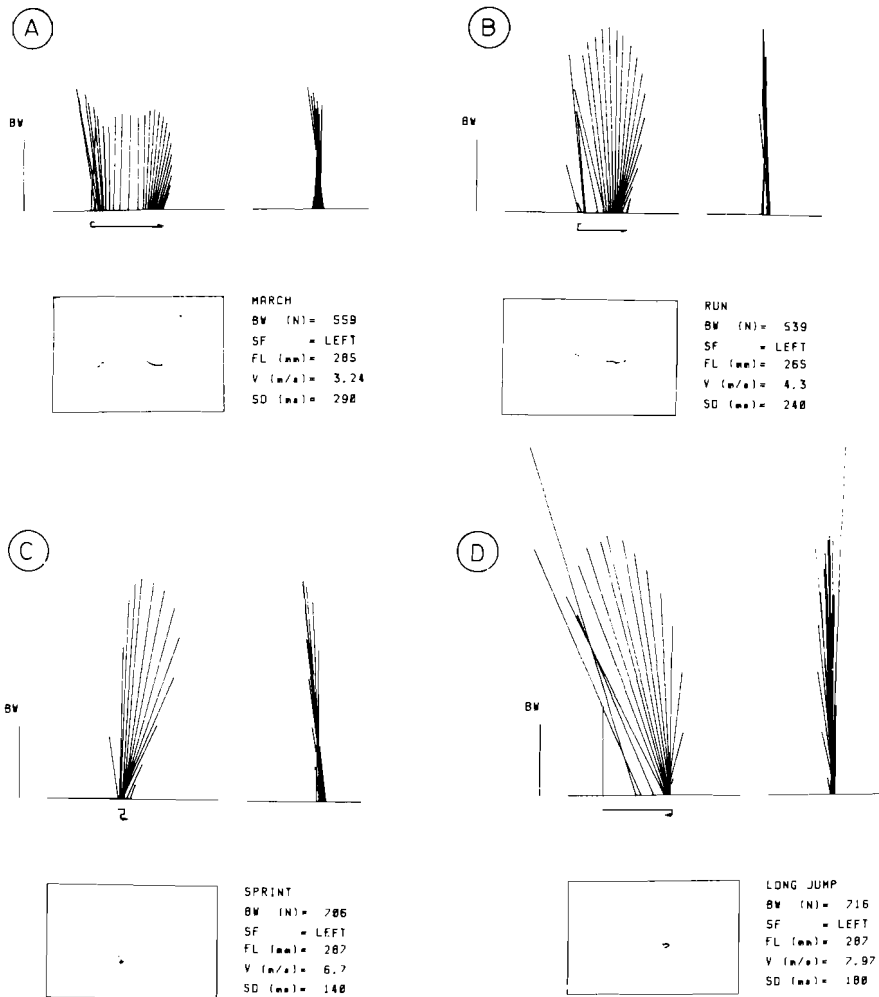 A
BW
MARCH
BW (N)= 559
SF = LEFT
FL (mm)= 285
V (m/s)= 3.24
SD (ms)= 290
B
BW
RUN
BW (N)= 539
SF = LEFT
FL (mm)= 265
V (m/s)= 4.3
SD (ms)= 240
C
BW
SPRINT
BW (N)= 706
SF = LEFT
FL (mm)= 287
V (m/s)= 6.7
SD (ms)= 140
D
BW
LONG JUMP
BW (N)= 716
SF = LEFT
FL (mm)= 287
V (m/s)= 7.97
SD (ms)= 180